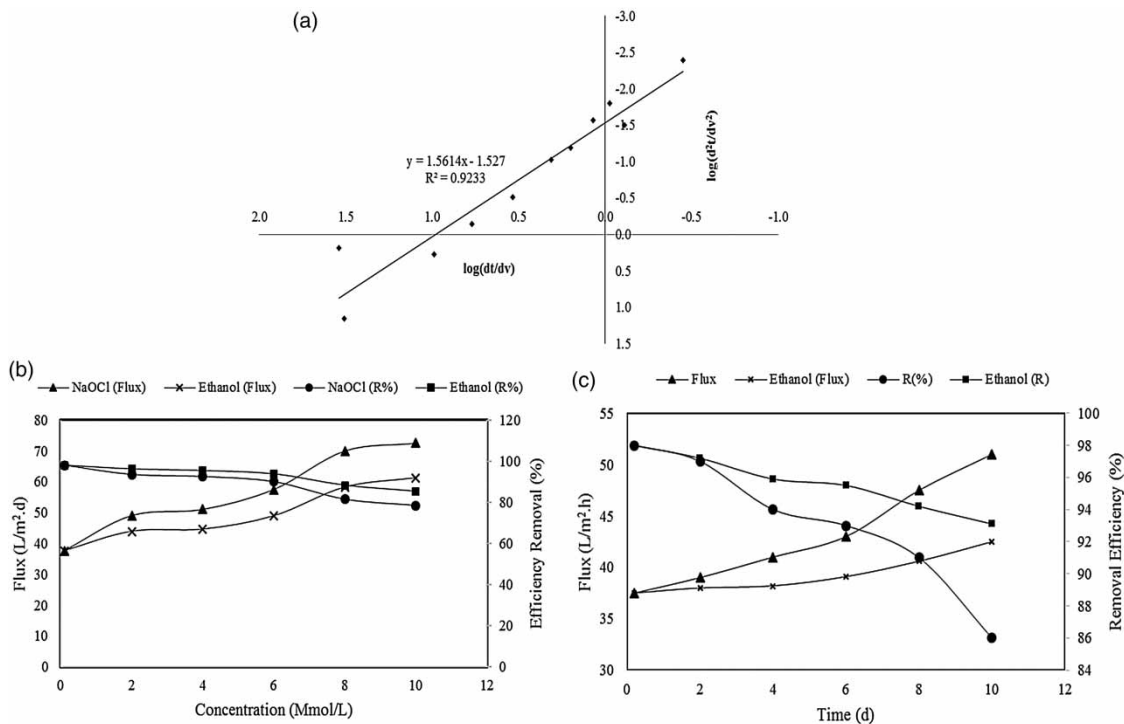 (a)
-3.0
-2.5
-2.0
-1.5
-1.0
-0.5
0.0
0.5
1.0
1.5
log(d²t/dv²)
y = 1.5614x - 1.527
R² = 0.9233
2.0 1.5 1.0 0.5 0.0 -0.5 -1.0
log(dt/dv)
(b)
NaOCl (Flux) Ethanol (Flux) NaOCl (R%) Ethanol (R%)
80
70
60
50
40
30
20
10
0
Flux (L/m².d)
120
100
80
60
40
20
0
Efficiency Removal (%)
0 2 4 6 8 10 12
Concentration (Mmol/L)
(c)
Flux Ethanol (Flux) R(%) Ethanol (R)
55
50
45
40
35
30
Flux (L/m².h)
100
98
96
94
92
90
88
86
84
Removal Efficiency (%)
0 2 4 6 8 10 12
Time (d)